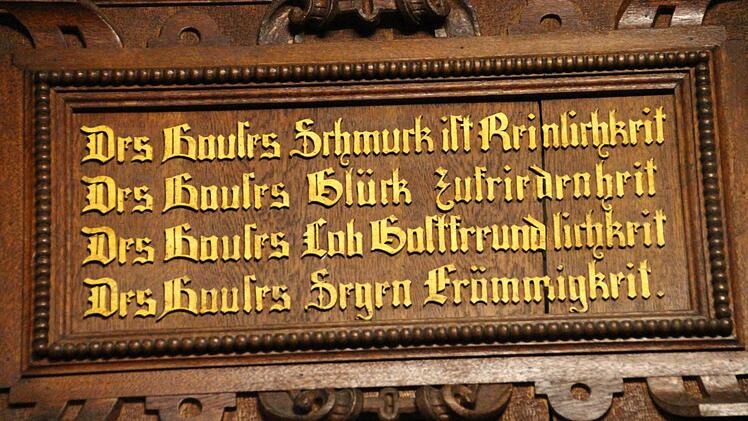 Des Hauses Schmuck ist Reinlichkeit
Des Hauses Glück Zufriedenheit
Des Hauses Lob Gastfreundlichkeit
Des Hauses Segen Frömmigkeit.